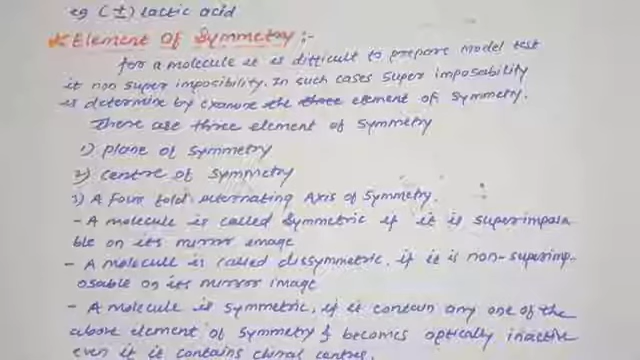 eg (±) lactic acid
* Element Of Symmetry :-
for a molecule it is difficult to prepare model test
it non super imposibility. In such cases super imposability
is determine by examine the three element of symmetry.
There are three element of symmetry
1) plane of symmetry
2) centre of symmetry
3) A Four fold alternating Axis of Symmetry.
- A molecule is called symmetric if it is superimposa
ble on its mirror image
- A molecule is called dissymmetric, if it is non-superimp
osable on its mirror image
- A molecule is symmetric, if it contain any one of the
above element of symmetry & becomes optically inactive
even if it contains chiral centres.